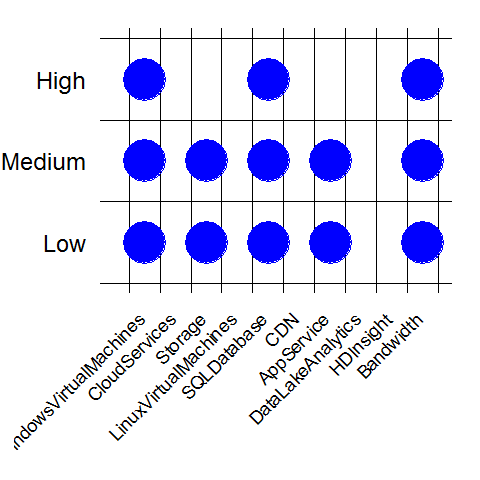 High
Medium
Low
ndowsVirtualMachines
CloudServices
Storage
LinuxVirtualMachines
SQLDatabase
CDN
AppService
DataLakeAnalytics
HDInsight
Bandwidth